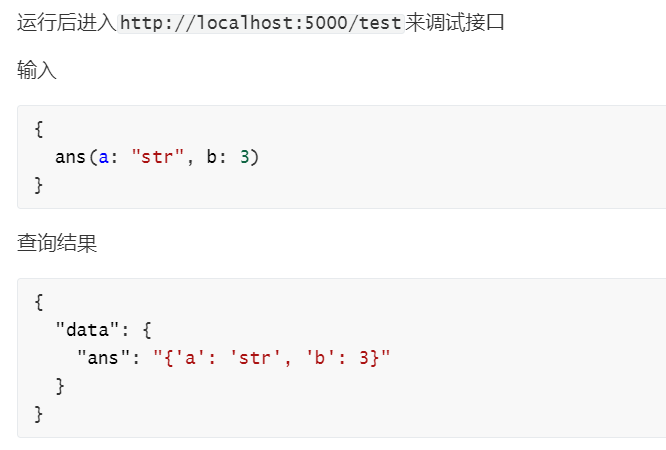 运行后进入http://localhost:5000/test来调试接口
输入
{
  ans(a: "str", b: 3)
}
查询结果
{
  "data": {
    "ans": "{'a': 'str', 'b': 3}"
  }
}